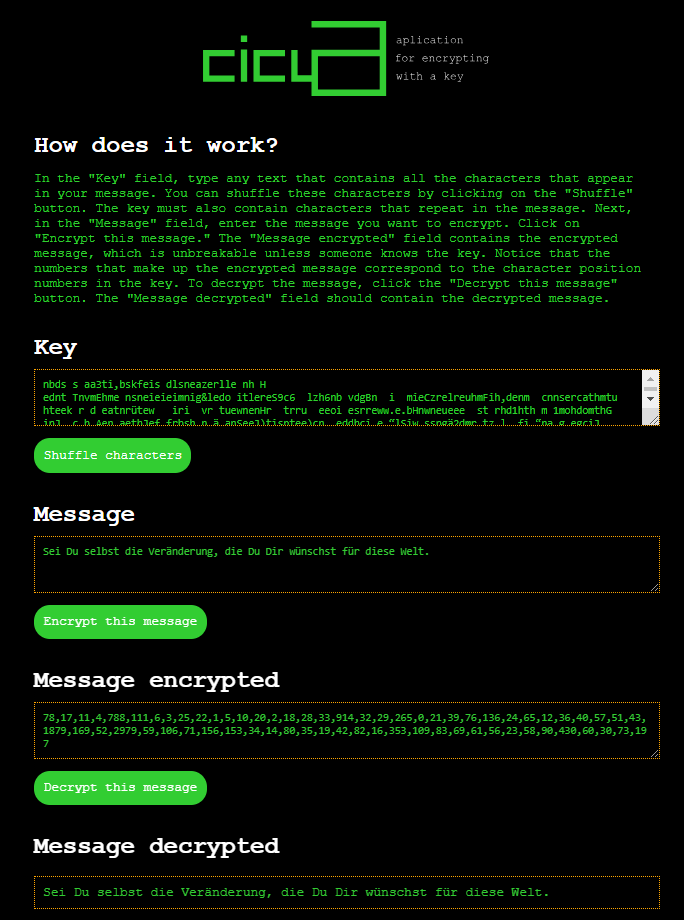 cicya
aplication
for encrypting
with a key
How does it work?
In the "Key" field, type any text that contains all the characters that appear
in your message. You can shuffle these characters by clicking on the "Shuffle"
button. The key must also contain characters that repeat in the message. Next,
in the "Message" field, enter the message you want to encrypt. Click on
"Encrypt this message." The "Message encrypted" field contains the encrypted
message, which is unbreakable unless someone knows the key. Notice that the
numbers that make up the encrypted message correspond to the character position
numbers in the key. To decrypt the message, click the "Decrypt this message"
button. The "Message decrypted" field should contain the decrypted message.
Key
nbds s aa3ti,bskfeis dlsneazerlle nh H
ednt TnvmEhme nsneieieimnig&ledo itlereS9c6  lzh6nb vdgBn  i  mieCzrelreuhmFih,denm  cnnsercathmtu
hteek r d eatnrütew   iri  vr tuewnenHr  trru  eeoi esrreww.e.bHnwneueee  st rhd1hth m 1mohdomthG
Shuffle characters
Message
Sei Du selbst die Veränderung, die Du Dir wünschst für diese Welt.
Encrypt this message
Message encrypted
78,17,11,4,788,111,6,3,25,22,1,5,10,20,2,18,28,33,914,32,29,265,0,21,39,76,136,24,65,12,36,40,57,51,43,
1879,169,52,2979,59,106,71,156,153,34,14,80,35,19,42,82,16,353,109,83,69,61,56,23,58,90,430,60,30,73,19
7
Decrypt this message
Message decrypted
Sei Du selbst die Veränderung, die Du Dir wünschst für diese Welt.